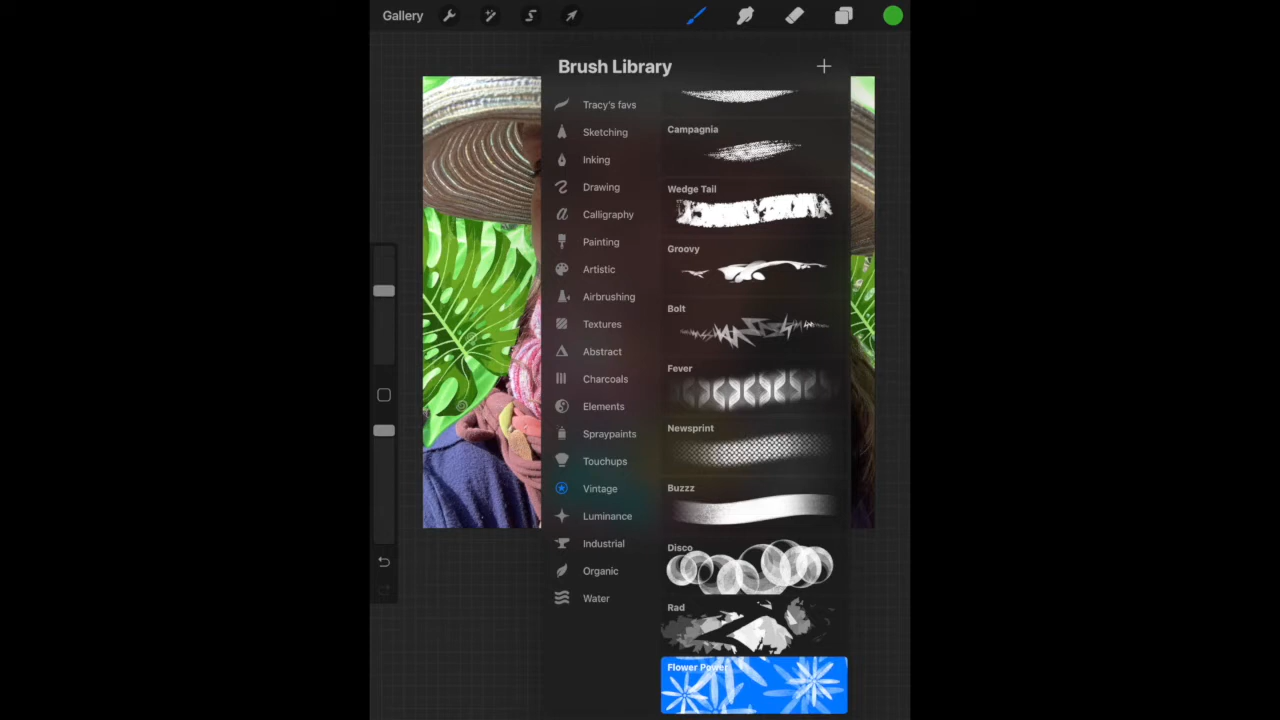 Gallery
Brush Library
Tracy's favs
Sketching
Inking
Drawing
Calligraphy
Painting
Artistic
Airbrushing
Textures
Abstract
Charcoals
Elements
Spraypaints
Touchups
Vintage
Luminance
Industrial
Organic
Water
Campagnia
Wedge Tail
Groovy
Bolt
Fever
Newsprint
Buzzz
Disco
Rad
Flower Power